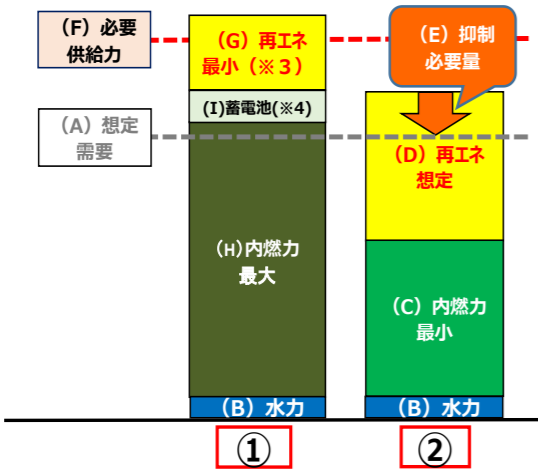 （F）必要
供給力
（G）再エネ
最小（※３）
（E）抑制
必要量
(I)蓄電池(※4)
（A）想定
需要
（D）再エネ
想定
（H）内燃力
最大
（C）内燃力
最小
（B）水力
（B）水力
①
②